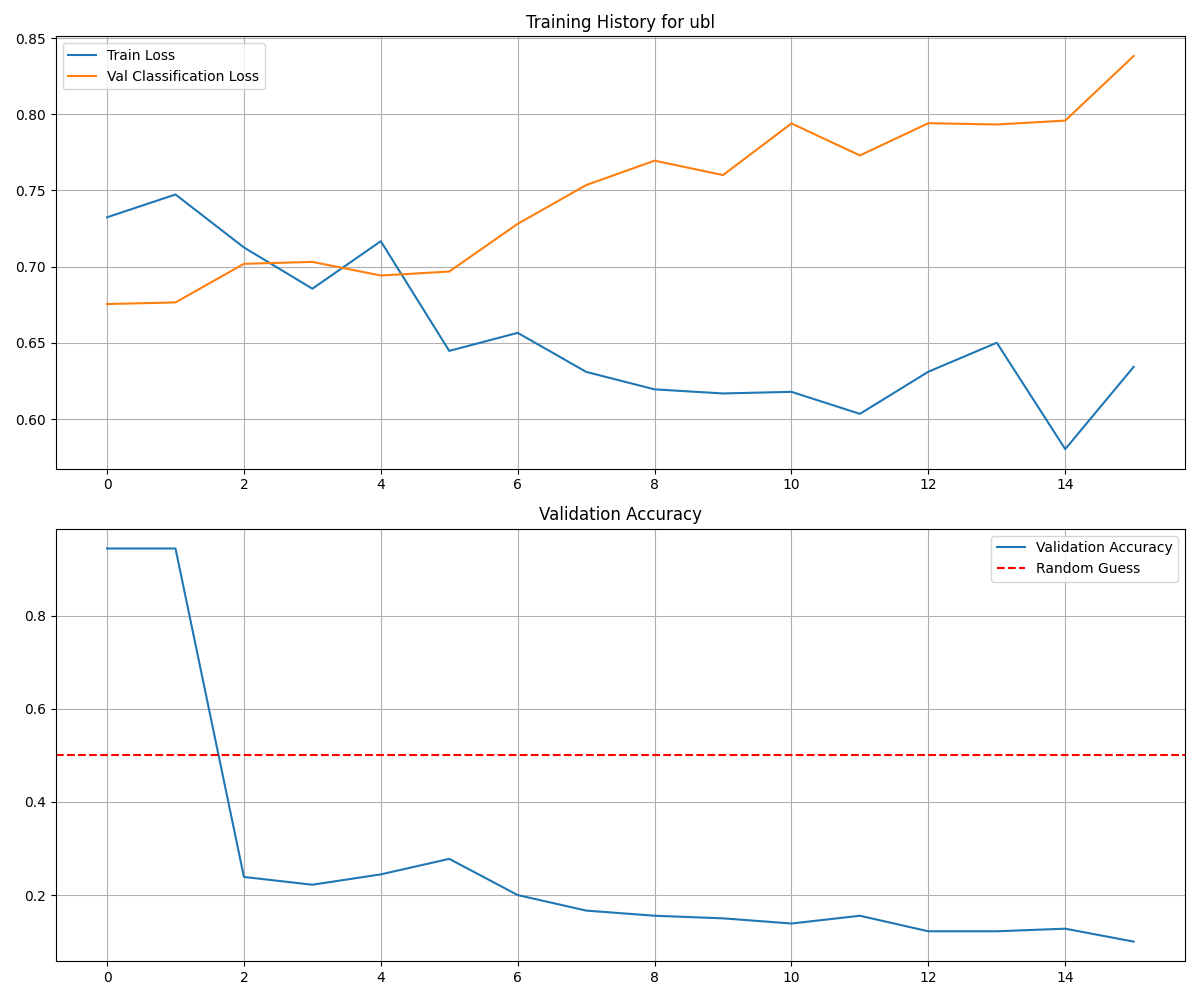 Training History for ubl
Train Loss
Val Classification Loss
0.85
0.80
0.75
0.70
0.65
0.60
0 2 4 6 8 10 12 14
Validation Accuracy
Validation Accuracy
Random Guess
0.8
0.6
0.4
0.2
0 2 4 6 8 10 12 14